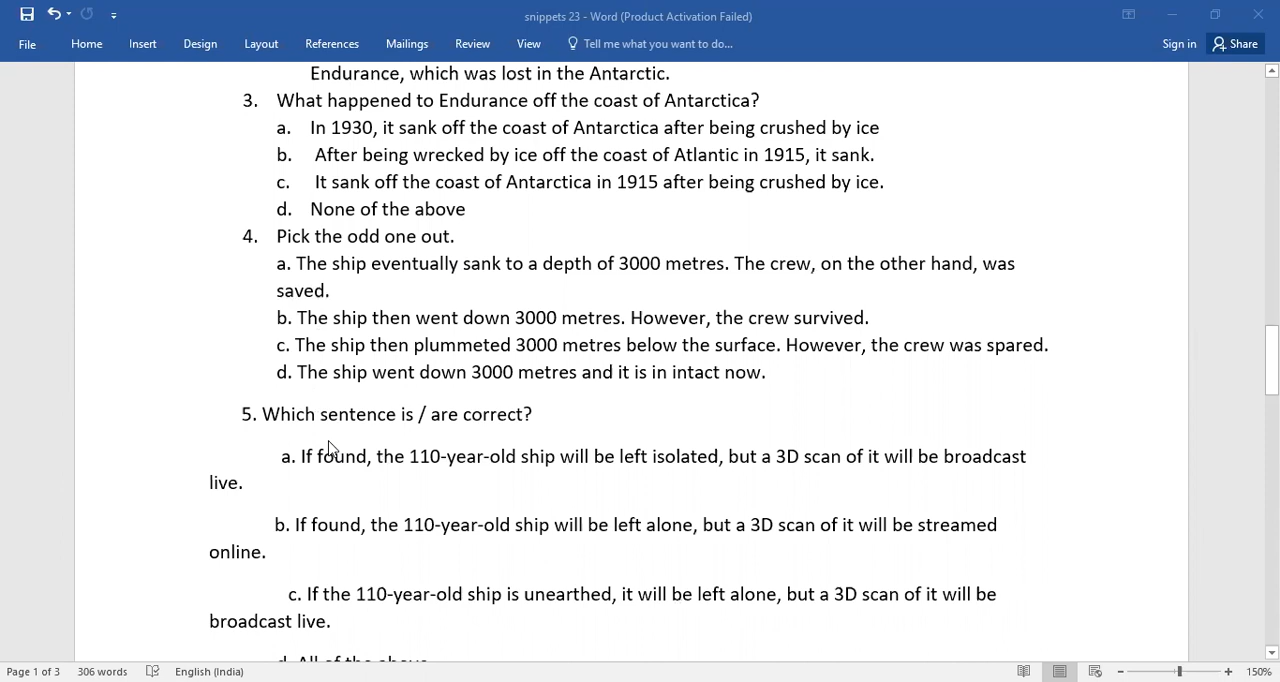 snippets 23 - Word (Product Activation Failed)
File Home Insert Design Layout References Mailings Review View Tell me what you want to do... Sign in Share
Endurance, which was lost in the Antarctic.
3. What happened to Endurance off the coast of Antarctica?
a. In 1930, it sank off the coast of Antarctica after being crushed by ice
b. After being wrecked by ice off the coast of Atlantic in 1915, it sank.
c. It sank off the coast of Antarctica in 1915 after being crushed by ice.
d. None of the above
4. Pick the odd one out.
a. The ship eventually sank to a depth of 3000 metres. The crew, on the other hand, was
saved.
b. The ship then went down 3000 metres. However, the crew survived.
c. The ship then plummeted 3000 metres below the surface. However, the crew was spared.
d. The ship went down 3000 metres and it is in intact now.
5. Which sentence is / are correct?
a. If found, the 110-year-old ship will be left isolated, but a 3D scan of it will be broadcast
live.
b. If found, the 110-year-old ship will be left alone, but a 3D scan of it will be streamed
online.
c. If the 110-year-old ship is unearthed, it will be left alone, but a 3D scan of it will be
broadcast live.
d. All of the above
Page 1 of 3 306 words English (India) 150%